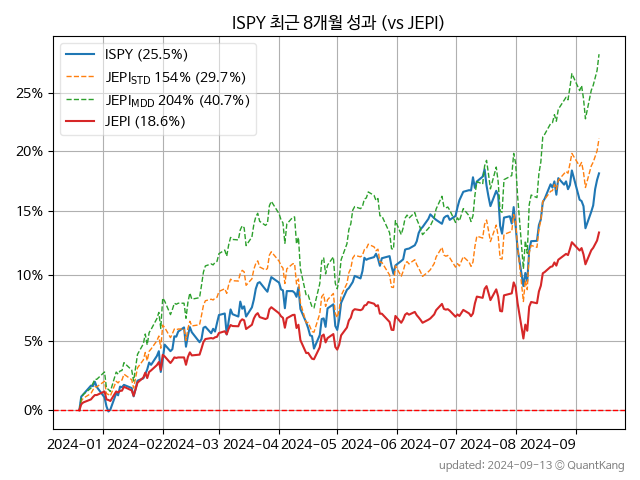 ISPY 최근 8개월 성과 (vs JEPI)
ISPY (25.5%)
JEPI_STD 154% (29.7%)
JEPI_MDD 204% (40.7%)
JEPI (18.6%)
25%
20%
15%
10%
5%
0%
2024-01 2024-02 2024-03 2024-04 2024-05 2024-06 2024-07 2024-08 2024-09
updated: 2024-09-13 © QuantKang